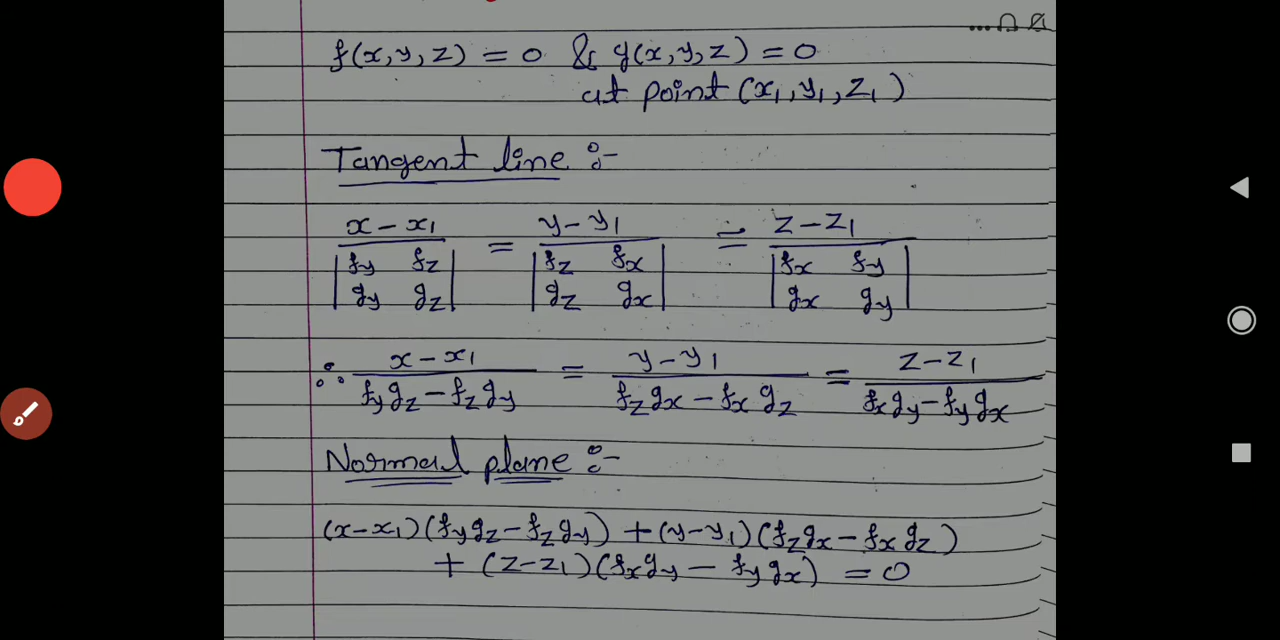 f(x, y, z) = 0 & g(x, y, z) = 0
at point (x₁, y₁, z₁)
Tangent line :-
x - x₁ / |fy fz; gy gz| = y - y₁ / |fz fx; gz gx| = z - z₁ / |fx fy; gx gy|
∴ x - x₁ / fy gz - fz gy = y - y₁ / fz gx - fx gz = z - z₁ / fx gy - fy gx
Normal plane :-
(x - x₁)(fy gz - fz gy) + (y - y₁)(fz gx - fx gz)
+ (z - z₁)(fx gy - fy gx) = 0